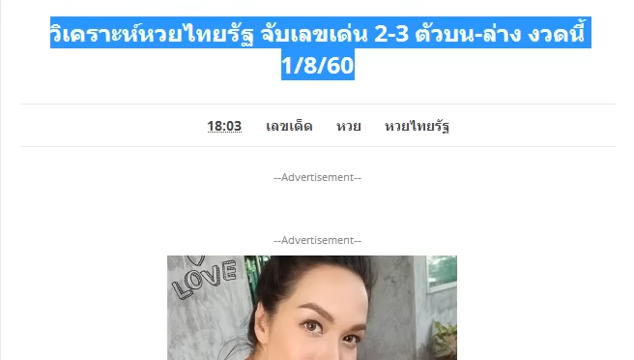 วิเคราะห์หวยไทยรัฐ จับเลขเด่น 2-3 ตัวบน-ล่าง งวดนี้
1/8/60
18:03 เลขเด็ด หวย หวยไทยรัฐ
--Advertisement--
--Advertisement--
LOVE